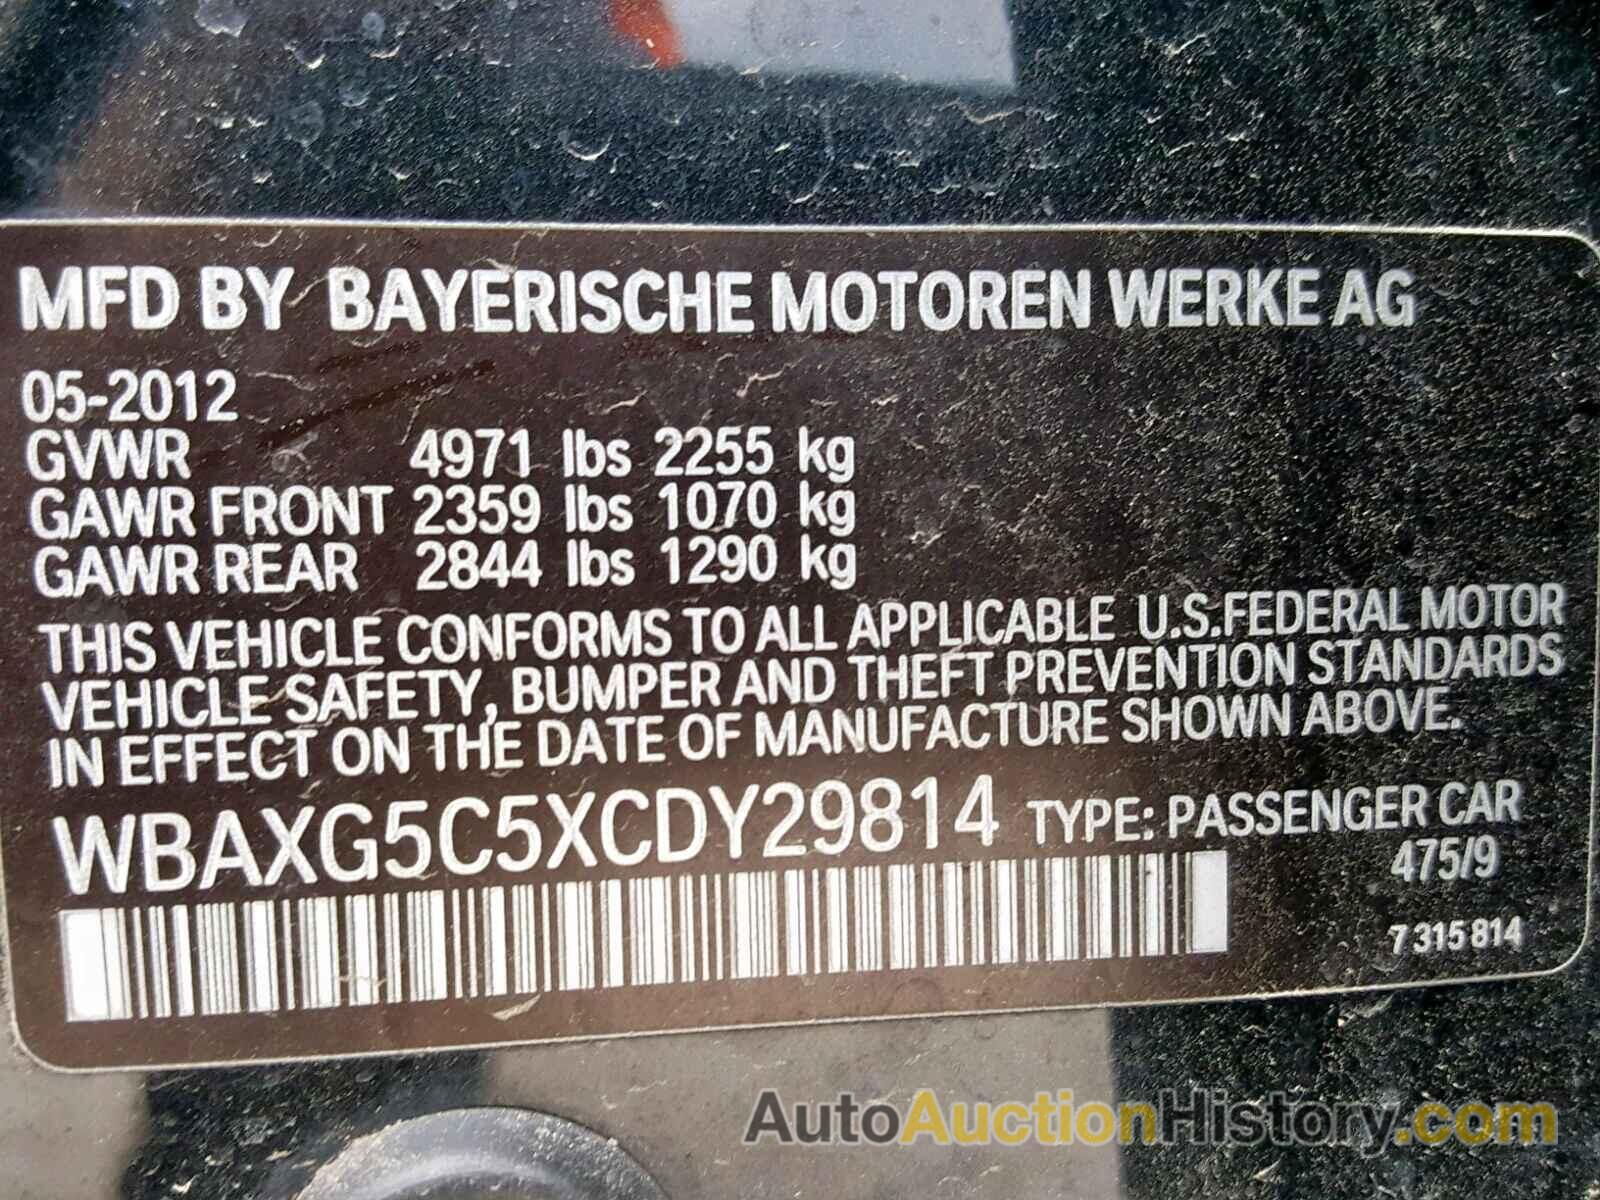 MFD BY BAYERISCHE MOTOREN WERKE AG
05-2012
GVWR 4971 lbs 2255 kg
GAWR FRONT 2359 lbs 1070 kg
GAWR REAR 2844 lbs 1290 kg
THIS VEHICLE CONFORMS TO ALL APPLICABLE U.S.FEDERAL MOTOR
VEHICLE SAFETY, BUMPER AND THEFT PREVENTION STANDARDS
IN EFFECT ON THE DATE OF MANUFACTURE SHOWN ABOVE.
WBAXG5C5XCDY29814 TYPE: PASSENGER CAR
475/9
7 315 814
AutoAuctionHistory.com